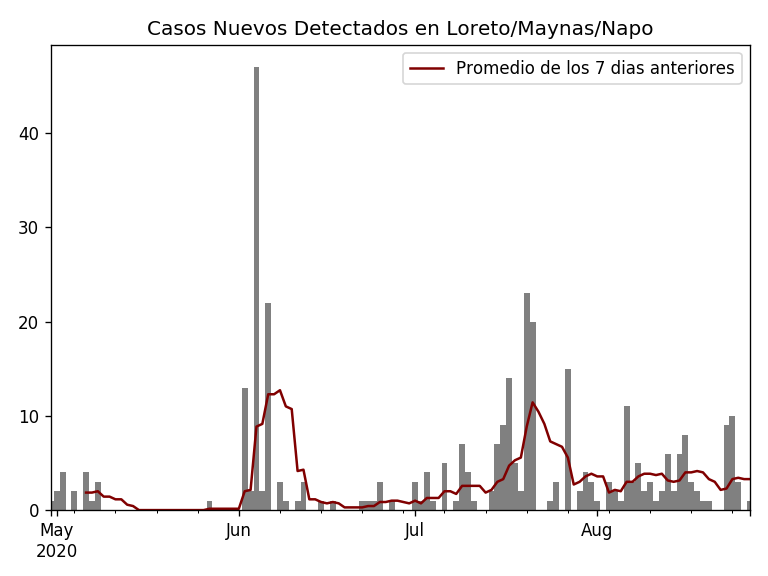 Casos Nuevos Detectados en Loreto/Maynas/Napo
Promedio de los 7 dias anteriores
40
30
20
10
0
May Jun Jul Aug
2020